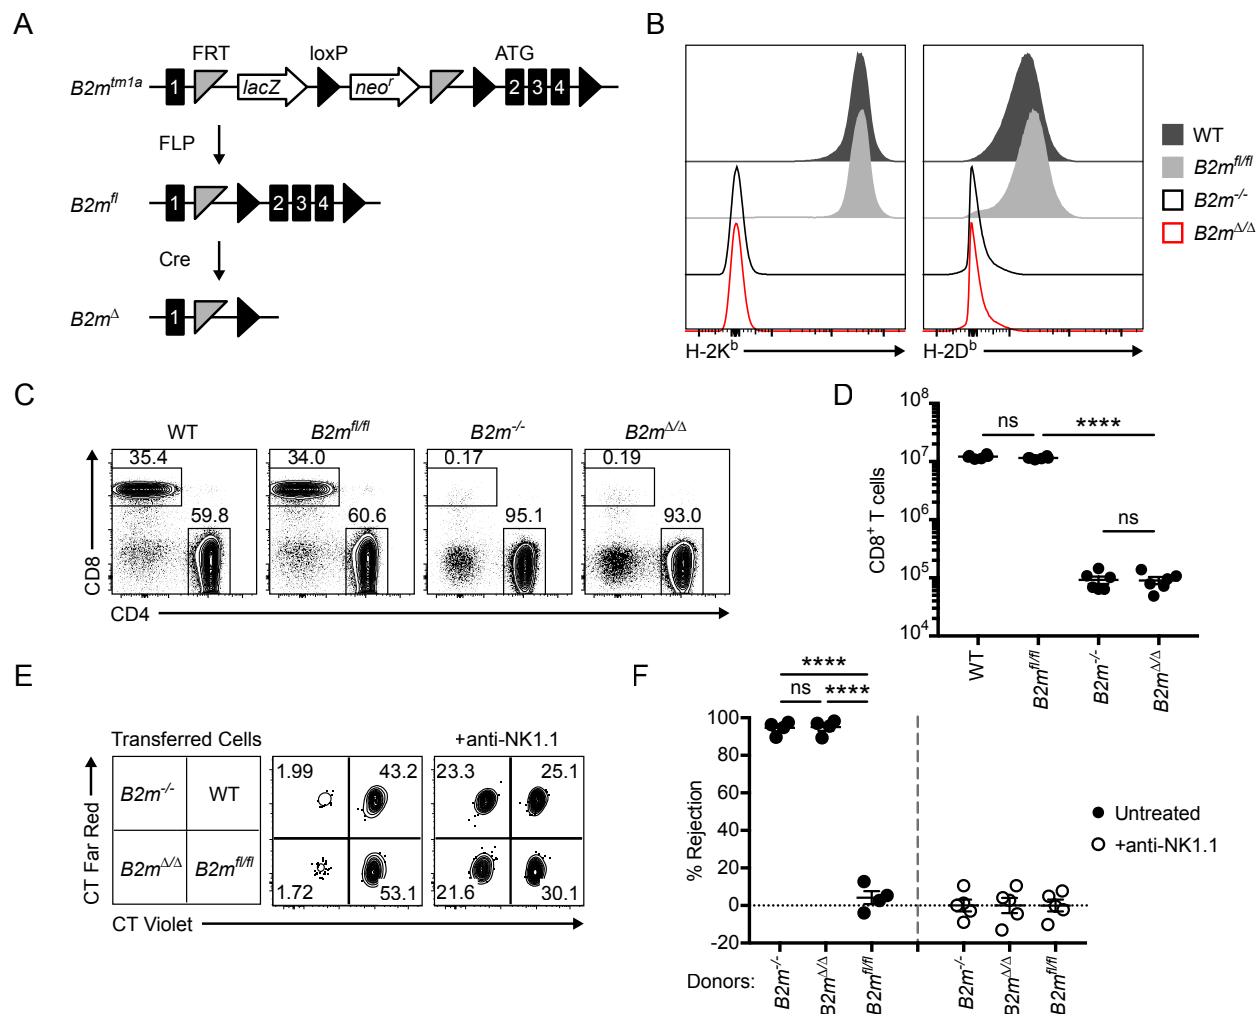 A
FRT loxP ATG
B2m^tm1a 1 lacZ neo^r 2 3 4
FLP
B2m^fl 1 2 3 4
Cre
B2m^Δ 1
B
WT
B2m^fl/fl
B2m^-/-
B2m^Δ/Δ
H-2K^b H-2D^b
C
WT B2m^fl/fl B2m^-/- B2m^Δ/Δ
35.4 34.0 0.17 0.19
59.8 60.6 95.1 93.0
CD8
CD4
D
10^8
10^7
10^6
10^5
10^4
CD8+ T cells
ns ****
ns
WT B2m^fl/fl B2m^-/- B2m^Δ/Δ
E
Transferred Cells +anti-NK1.1
B2m^-/- WT
B2m^Δ/Δ B2m^fl/fl
1.99 43.2 23.3 25.1
1.72 53.1 21.6 30.1
CT Far Red
CT Violet
F
****
ns ****
100
80
60
40
20
0
-20
% Rejection
Untreated
+anti-NK1.1
Donors: B2m^-/- B2m^Δ/Δ B2m^fl/fl B2m^-/- B2m^Δ/Δ B2m^fl/fl